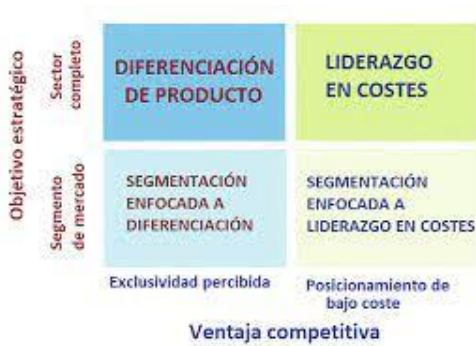 Objetivo estratégico
Sector
completo
DIFERENCIACIÓN
DE PRODUCTO
LIDERAZGO
EN COSTES
Segmento
de mercado
SEGMENTACIÓN
ENFOCADA A
DIFERENCIACIÓN
SEGMENTACIÓN
ENFOCADA A
LIDERAZGO EN COSTES
Exclusividad percibida
Posicionamiento de
bajo coste
Ventaja competitiva